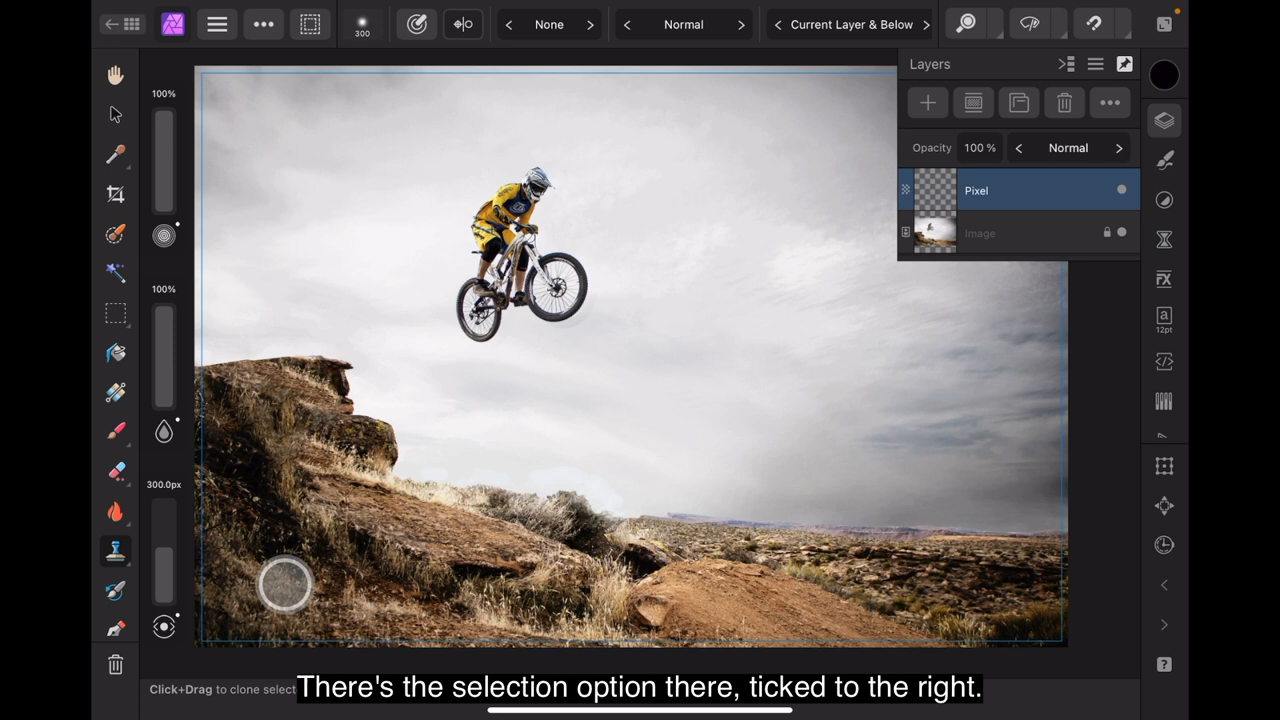 300
None
Normal
Current Layer & Below
Layers
Opacity 100 % Normal
Pixel
Image
100%
100%
300.0px
a
12pt
?
Click+Drag to clone select
There's the selection option there, ticked to the right.